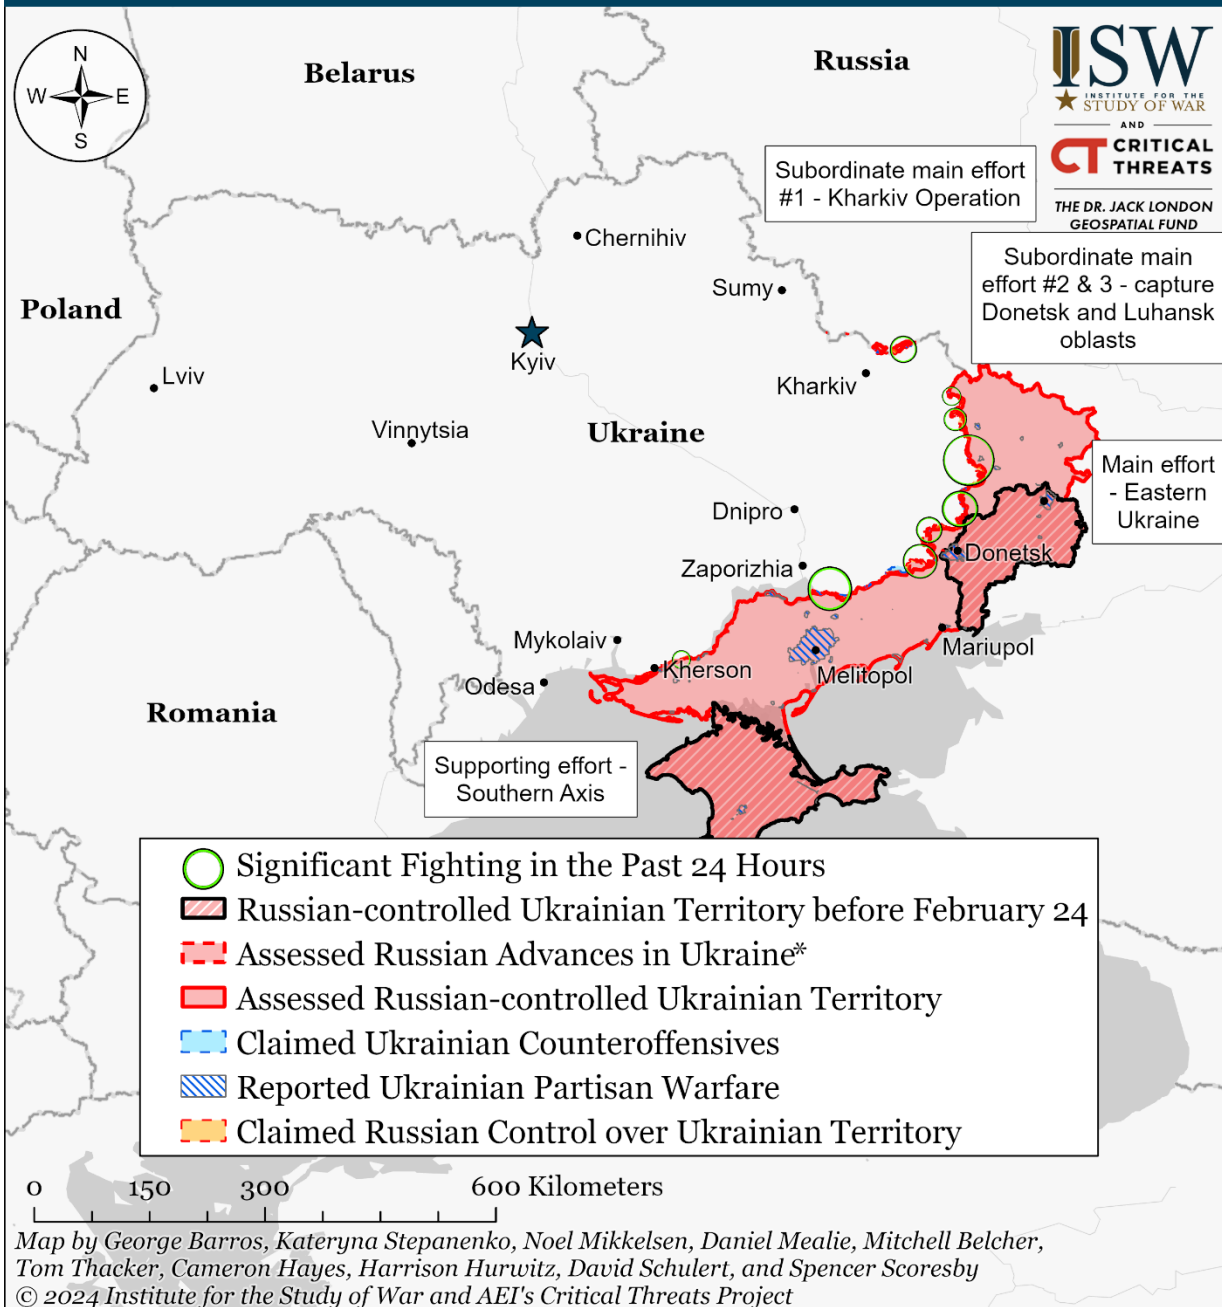 N
W
E
S
Belarus
Russia
ISW
INSTITUTE FOR THE
STUDY OF WAR
AND
CT CRITICAL
THREATS
THE DR. JACK LONDON
GEOSPATIAL FUND
Subordinate main effort
#1 - Kharkiv Operation
Subordinate main
effort #2 & 3 - capture
Donetsk and Luhansk
oblasts
Chernihiv
Sumy
Poland
Kyiv
Lviv
Kharkiv
Vinnytsia
Ukraine
Main effort
- Eastern
Ukraine
Dnipro
Donetsk
Zaporizhia
Mykolaiv
Mariupol
Kherson
Melitopol
Odesa
Romania
Supporting effort -
Southern Axis
Significant Fighting in the Past 24 Hours
Russian-controlled Ukrainian Territory before February 24
Assessed Russian Advances in Ukraine*
Assessed Russian-controlled Ukrainian Territory
Claimed Ukrainian Counteroffensives
Reported Ukrainian Partisan Warfare
Claimed Russian Control over Ukrainian Territory
0 150 300 600 Kilometers
Map by George Barros, Kateryna Stepanenko, Noel Mikkelsen, Daniel Mealie, Mitchell Belcher,
Tom Thacker, Cameron Hayes, Harrison Hurwitz, David Schulert, and Spencer Scoresby
© 2024 Institute for the Study of War and AEI's Critical Threats Project